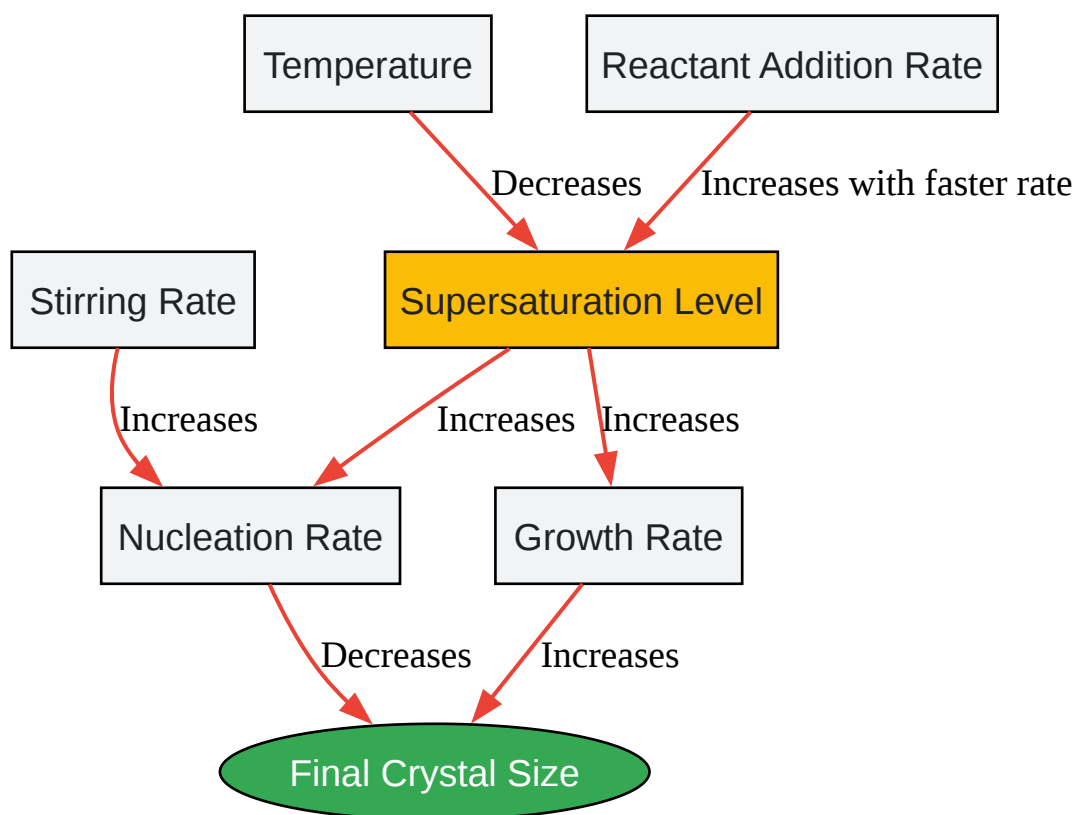 Temperature
Reactant Addition Rate
Decreases
Increases with faster rate
Stirring Rate
Supersaturation Level
Increases
Increases
Increases
Nucleation Rate
Growth Rate
Decreases
Increases
Final Crystal Size